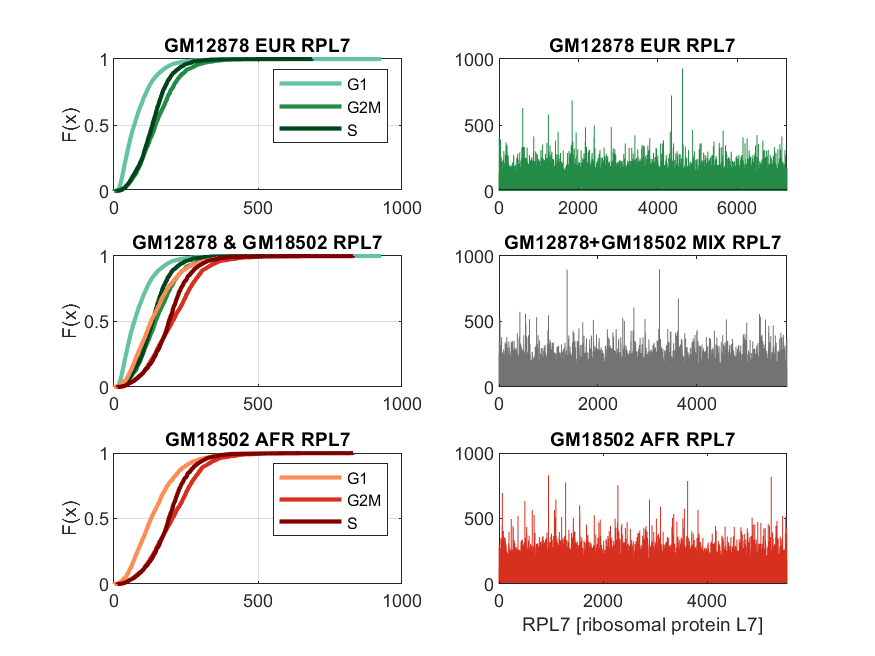 GM12878 EUR RPL7
F(x)
1
0.5
0
0 500 1000
G1
G2M
S
GM12878 EUR RPL7
1000
500
0
0 2000 4000 6000
GM12878 & GM18502 RPL7
F(x)
1
0.5
0
0 500 1000
GM12878+GM18502 MIX RPL7
1000
500
0
0 2000 4000
GM18502 AFR RPL7
F(x)
1
0.5
0
0 500 1000
G1
G2M
S
GM18502 AFR RPL7
1000
500
0
0 2000 4000
RPL7 [ribosomal protein L7]